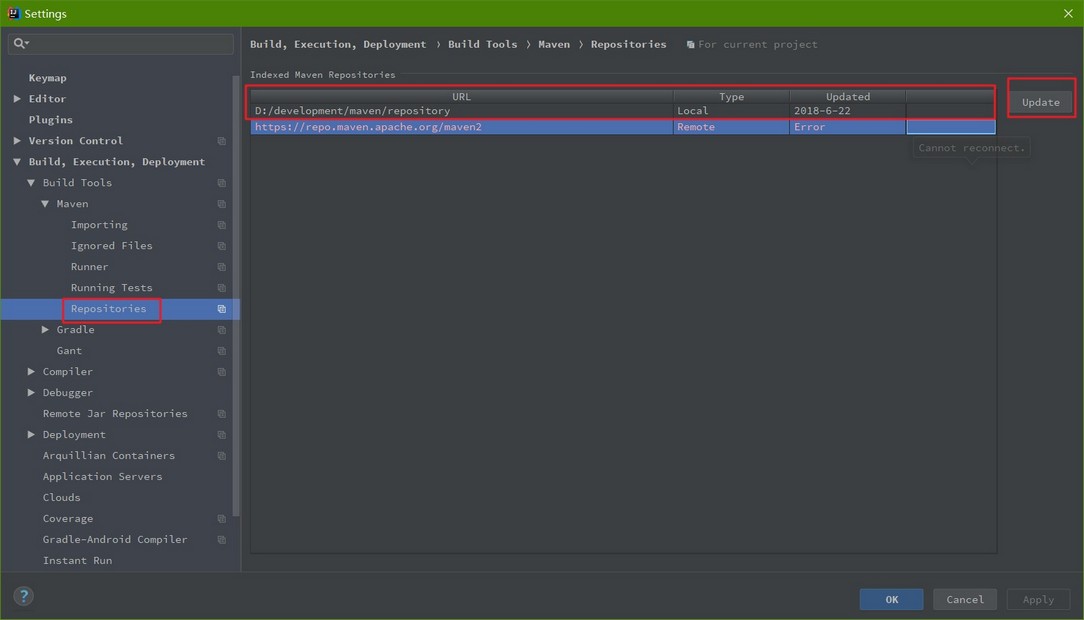 Settings
Build, Execution, Deployment › Build Tools › Maven › Repositories For current project
Keymap
Editor
Plugins
Version Control
Build, Execution, Deployment
Build Tools
Maven
Importing
Ignored Files
Runner
Running Tests
Repositories
Gradle
Gant
Compiler
Debugger
Remote Jar Repositories
Deployment
Arquillian Containers
Application Servers
Clouds
Coverage
Gradle-Android Compiler
Instant Run
Indexed Maven Repositories
URL Type Updated
D:/development/maven/repository Local 2018-6-22
https://repo.maven.apache.org/maven2 Remote Error
Cannot reconnect.
Update
?
OK Cancel Apply